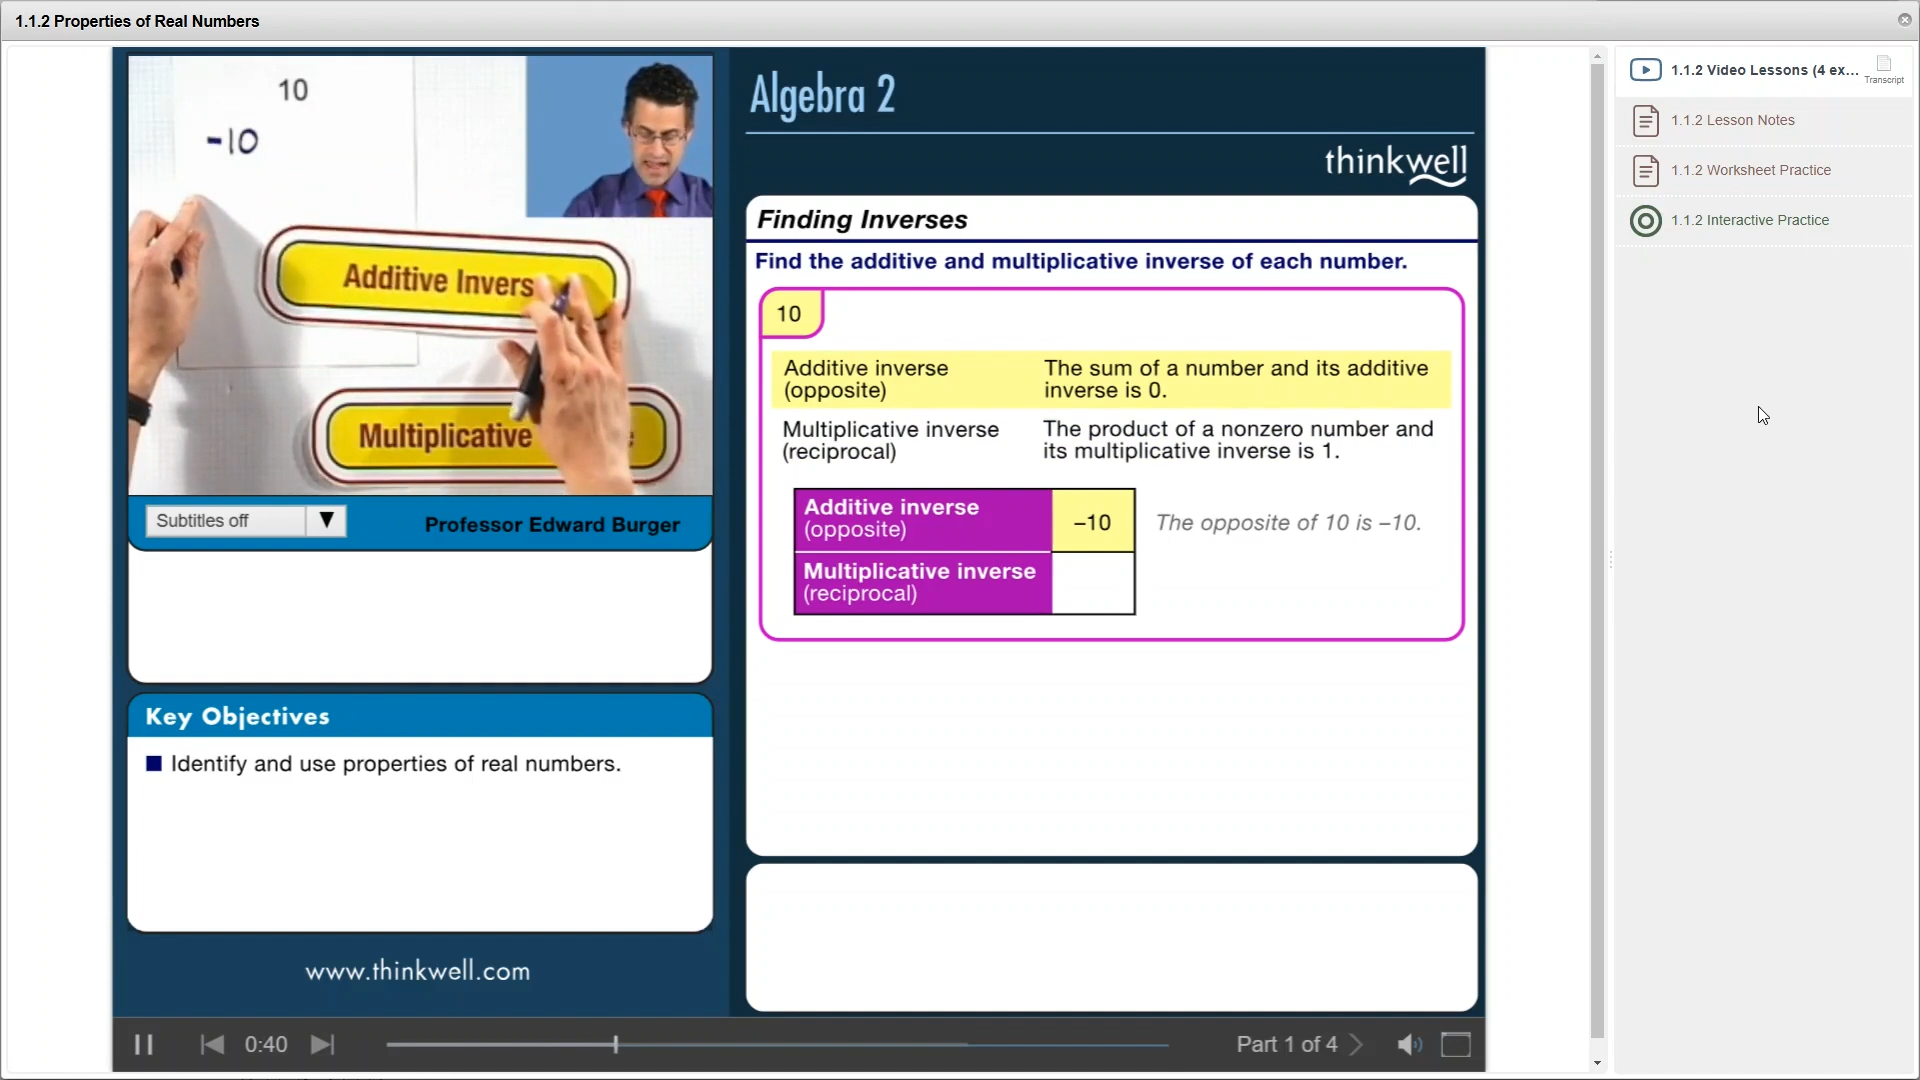 1.1.2 Properties of Real Numbers
10
-10
Additive Invers
Multiplicative
Subtitles off
Professor Edward Burger
Key Objectives
Identify and use properties of real numbers.
www.thinkwell.com
Algebra 2
thinkwell
Finding Inverses
Find the additive and multiplicative inverse of each number.
10
Additive inverse
(opposite)
The sum of a number and its additive
inverse is 0.
Multiplicative inverse
(reciprocal)
The product of a nonzero number and
its multiplicative inverse is 1.
Additive inverse
(opposite)
–10
The opposite of 10 is –10.
Multiplicative inverse
(reciprocal)
0:40
Part 1 of 4
1.1.2 Video Lessons (4 ex...
Transcript
1.1.2 Lesson Notes
1.1.2 Worksheet Practice
1.1.2 Interactive Practice